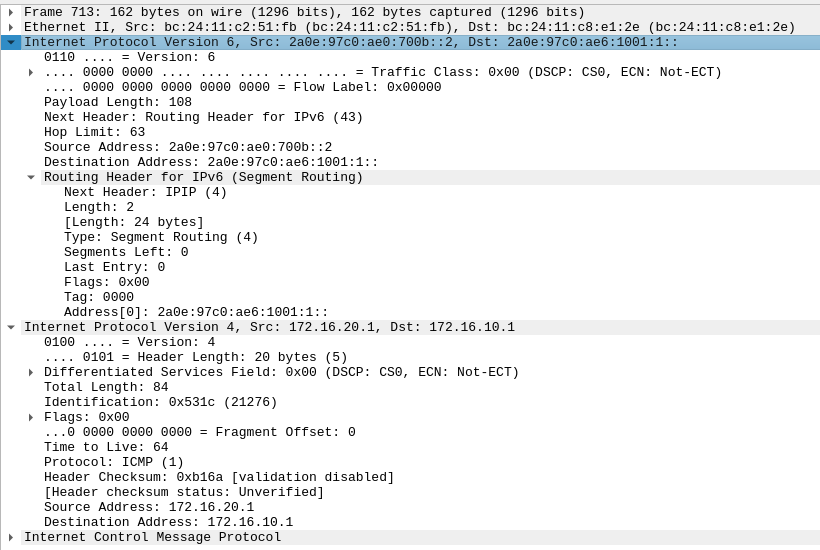 Frame 713: 162 bytes on wire (1296 bits), 162 bytes captured (1296 bits)
Ethernet II, Src: bc:24:11:c2:51:fb (bc:24:11:c2:51:fb), Dst: bc:24:11:c8:e1:2e (bc:24:11:c8:e1:2e)
Internet Protocol Version 6, Src: 2a0e:97c0:ae0:700b::2, Dst: 2a0e:97c0:ae6:1001:1::
0110 .... = Version: 6
.... 0000 0000 .... .... .... .... .... = Traffic Class: 0x00 (DSCP: CS0, ECN: Not-ECT)
.... 0000 0000 0000 0000 0000 = Flow Label: 0x00000
Payload Length: 108
Next Header: Routing Header for IPv6 (43)
Hop Limit: 63
Source Address: 2a0e:97c0:ae0:700b::2
Destination Address: 2a0e:97c0:ae6:1001:1::
Routing Header for IPv6 (Segment Routing)
Next Header: IPIP (4)
Length: 2
[Length: 24 bytes]
Type: Segment Routing (4)
Segments Left: 0
Last Entry: 0
Flags: 0x00
Tag: 0000
Address[0]: 2a0e:97c0:ae6:1001:1::
Internet Protocol Version 4, Src: 172.16.20.1, Dst: 172.16.10.1
0100 .... = Version: 4
.... 0101 = Header Length: 20 bytes (5)
Differentiated Services Field: 0x00 (DSCP: CS0, ECN: Not-ECT)
Total Length: 84
Identification: 0x531c (21276)
Flags: 0x00
...0 0000 0000 0000 = Fragment Offset: 0
Time to Live: 64
Protocol: ICMP (1)
Header Checksum: 0xb16a [validation disabled]
[Header checksum status: Unverified]
Source Address: 172.16.20.1
Destination Address: 172.16.10.1
Internet Control Message Protocol